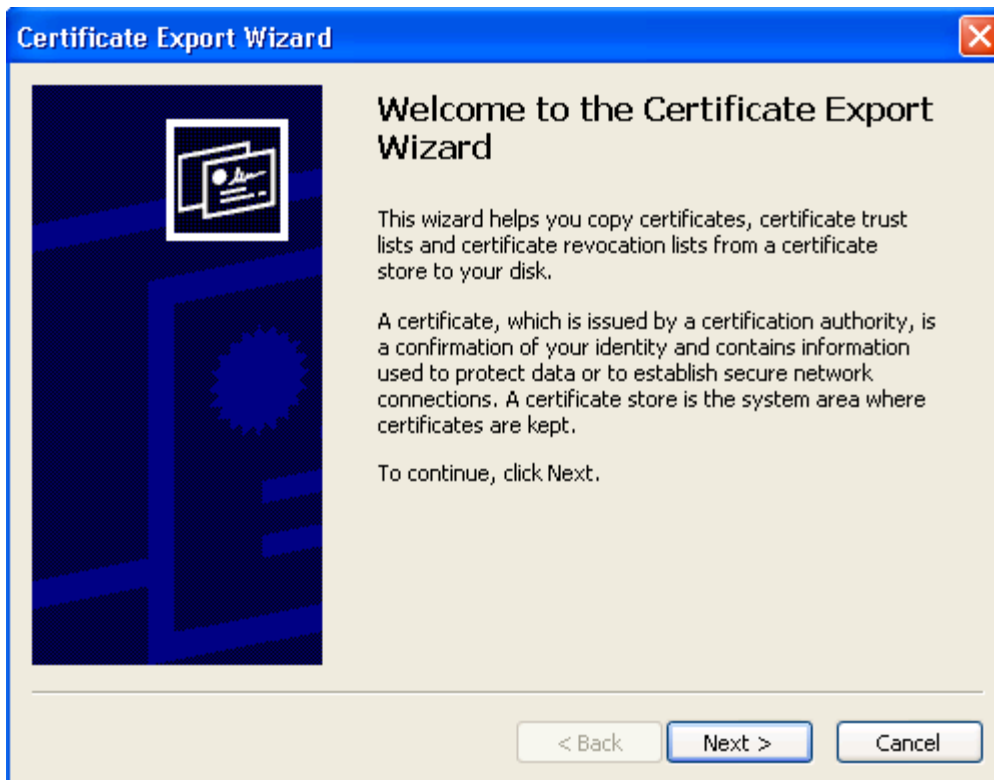 Certificate Export Wizard
Welcome to the Certificate Export
Wizard
This wizard helps you copy certificates, certificate trust
lists and certificate revocation lists from a certificate
store to your disk.
A certificate, which is issued by a certification authority, is
a confirmation of your identity and contains information
used to protect data or to establish secure network
connections. A certificate store is the system area where
certificates are kept.
To continue, click Next.
< Back Next > Cancel